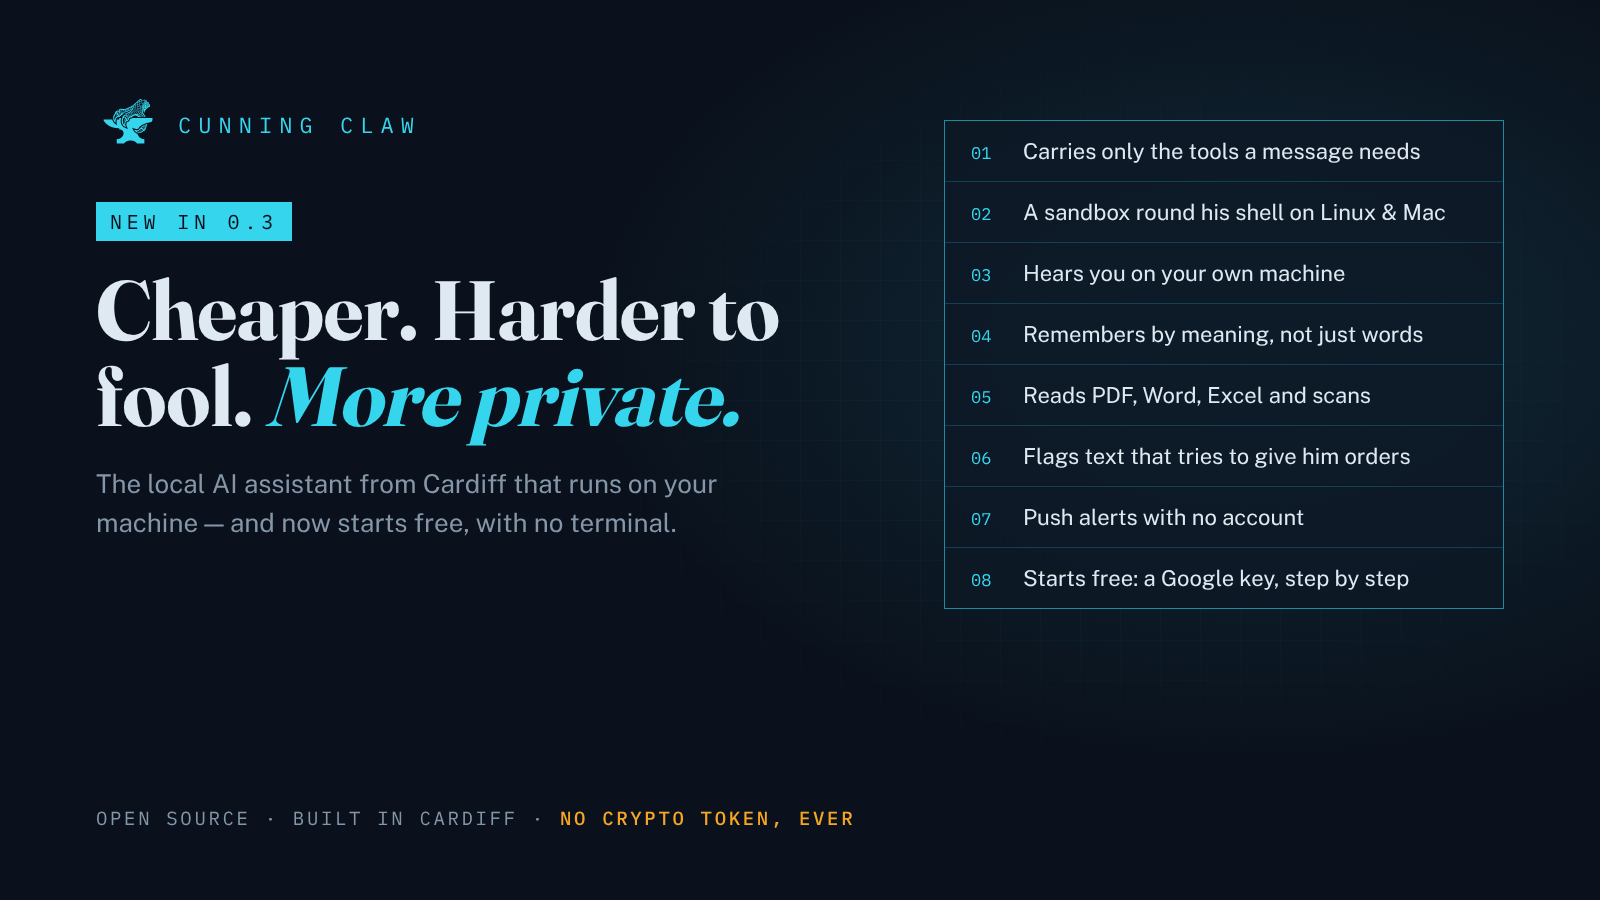 CUNNING CLAW
NEW IN 0.3
Cheaper. Harder to
fool. More private.
The local AI assistant from Cardiff that runs on your
machine — and now starts free, with no terminal.
01 Carries only the tools a message needs
02 A sandbox round his shell on Linux & Mac
03 Hears you on your own machine
04 Remembers by meaning, not just words
05 Reads PDF, Word, Excel and scans
06 Flags text that tries to give him orders
07 Push alerts with no account
08 Starts free: a Google key, step by step
OPEN SOURCE · BUILT IN CARDIFF · NO CRYPTO TOKEN, EVER